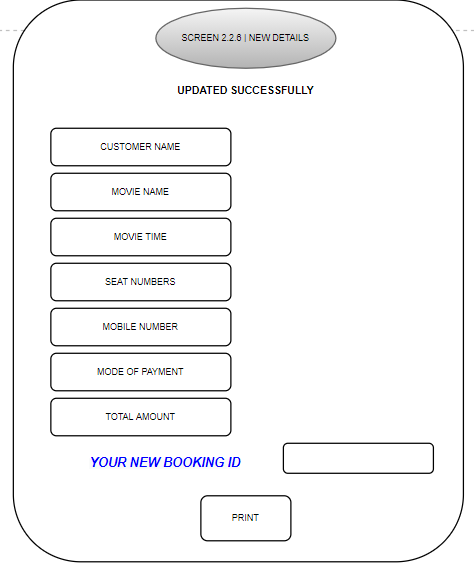 SCREEN 2.2.6 | NEW DETAILS
UPDATED SUCCESSFULLY
CUSTOMER NAME
MOVIE NAME
MOVIE TIME
SEAT NUMBERS
MOBILE NUMBER
MODE OF PAYMENT
TOTAL AMOUNT
YOUR NEW BOOKING ID
PRINT